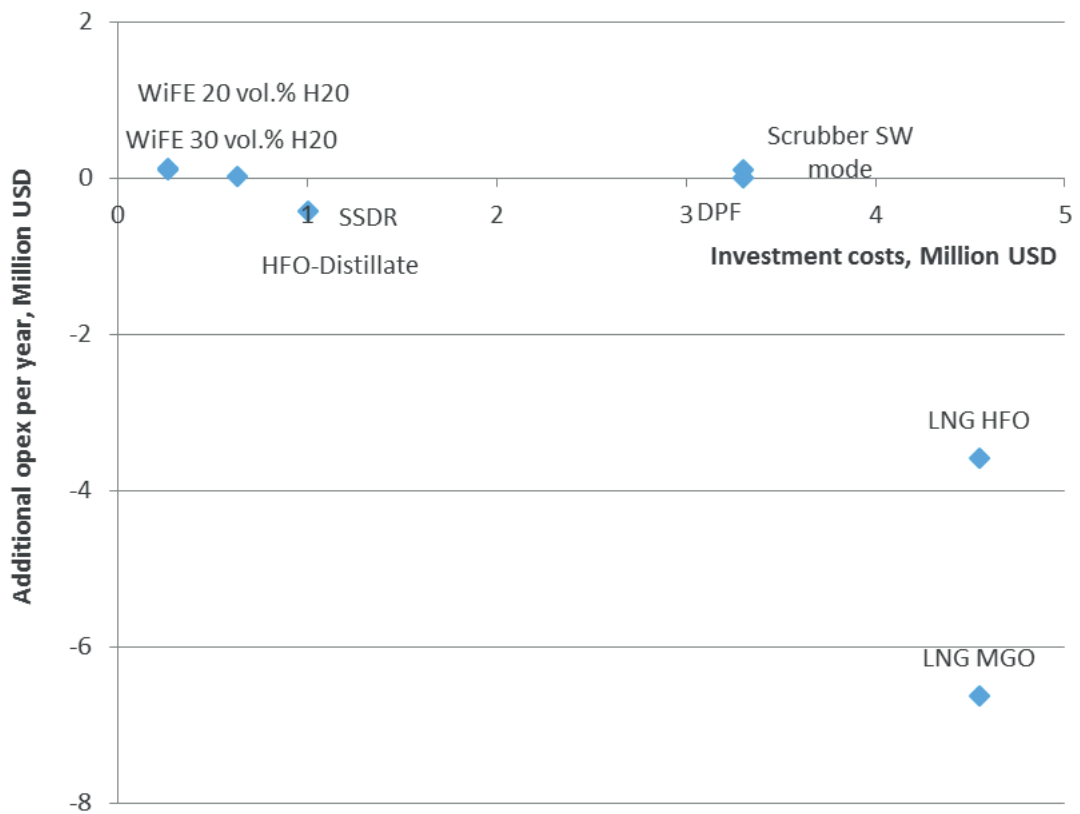 2
WiFE 20 vol.% H20
WiFE 30 vol.% H20
Scrubber SW
mode
0
0
1
2
3
4
5
SSDR
DPF
HFO-Distillate
Investment costs, Million USD
Additional opex per year, Million USD
-2
LNG HFO
-4
-6
LNG MGO
-8